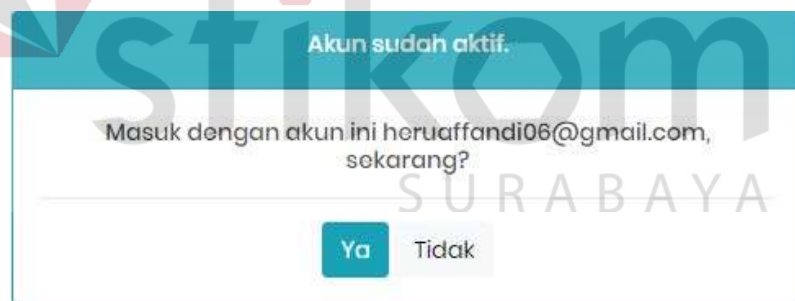 Akun sudah aktif.
stikom
Masuk dengan akun ini heruaffandi06@gmail.com,
sekarang?
SURABAYA
Ya Tidak